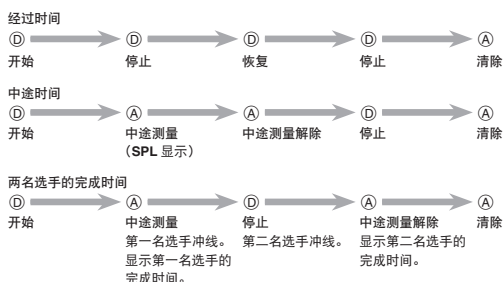 经过时间
Ⓓ Ⓓ Ⓓ Ⓓ Ⓐ
开始 停止 恢复 停止 清除
中途时间
Ⓓ Ⓐ Ⓐ Ⓓ Ⓐ
开始 中途测量 中途测量解除 停止 清除
（SPL 显示）
两名选手的完成时间
Ⓓ Ⓐ Ⓓ Ⓐ Ⓐ
开始 中途测量 停止 中途测量解除 清除
第一名选手冲线。 第二名选手冲线。 显示第二名选手的
显示第一名选手的 完成时间。
完成时间。